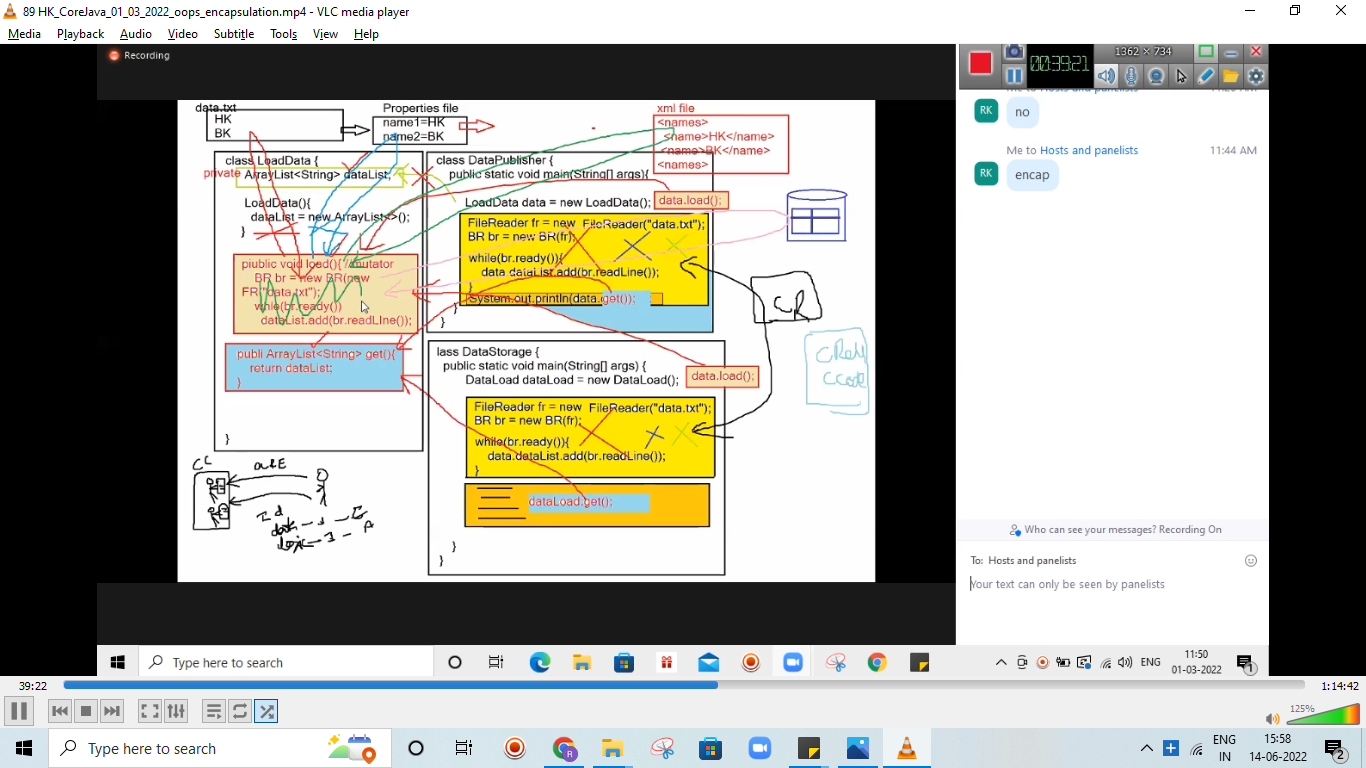 89 HK_CoreJava_01_03_2022_oops_encapsulation.mp4 - VLC media player
Media Playback Audio Video Subtitle Tools View Help
Recording
1362 × 734
00:39:21
data.txt
HK
BK
Properties file
name1=HK
name2=BK
xml file
<names>
<name>HK</name>
<name>BK</name>
<names>
class LoadData {
private ArrayList<String> dataList;
LoadData(){
dataList = new ArrayList<>();
}
piublic void load(){ //mutator
BR br = new BR(new
FR("data.txt");
while(br.ready())
dataList.add(br.readLIne());
publi ArrayList<String> get(){
return dataList;
}
}
class DataPublisher {
public static void main(String[] args){
LoadData data = new LoadData();
data.load();
FileReader fr = new FileReader("data.txt");
BR br = new BR(fr);
while(br.ready()){
data.dataList.add(br.readLine());
}
System.out.println(data.get());
}
}
lass DataStorage {
public static void main(String[] args) {
DataLoad dataLoad = new DataLoad();
data.load();
FileReader fr = new FileReader("data.txt");
BR br = new BR(fr);
while(br.ready()){
data.dataList.add(br.readLine());
}
dataLoad.get();
}
}
CR
CC
Me to Hosts and panelists
RK
no
Me to Hosts and panelists 11:44 AM
RK
encap
Who can see your messages? Recording On
To: Hosts and panelists
Your text can only be seen by panelists
Type here to search
ENG
11:50
01-03-2022
1
39:22
1:14:42
125%
Type here to search
R
ENG
IN
15:58
14-06-2022
2